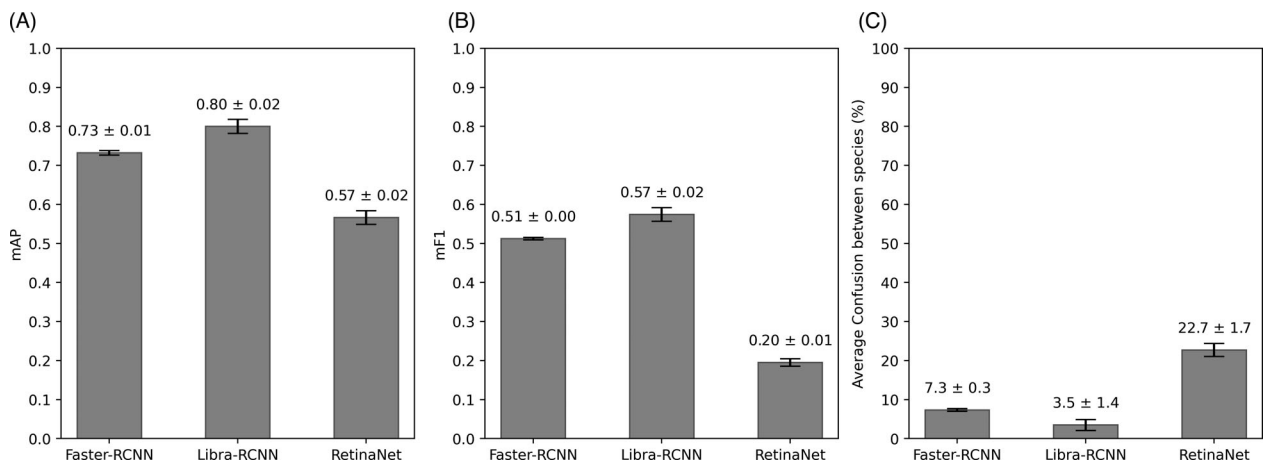 (A)
mAP
1.0
0.9
0.8
0.7
0.6
0.5
0.4
0.3
0.2
0.1
0.0
0.73 ± 0.01
0.80 ± 0.02
0.57 ± 0.02
Faster-RCNN
Libra-RCNN
RetinaNet
(B)
mF1
1.0
0.9
0.8
0.7
0.6
0.5
0.4
0.3
0.2
0.1
0.0
0.51 ± 0.00
0.57 ± 0.02
0.20 ± 0.01
Faster-RCNN
Libra-RCNN
RetinaNet
(C)
Average Confusion between species (%)
100
90
80
70
60
50
40
30
20
10
0
7.3 ± 0.3
3.5 ± 1.4
22.7 ± 1.7
Faster-RCNN
Libra-RCNN
RetinaNet